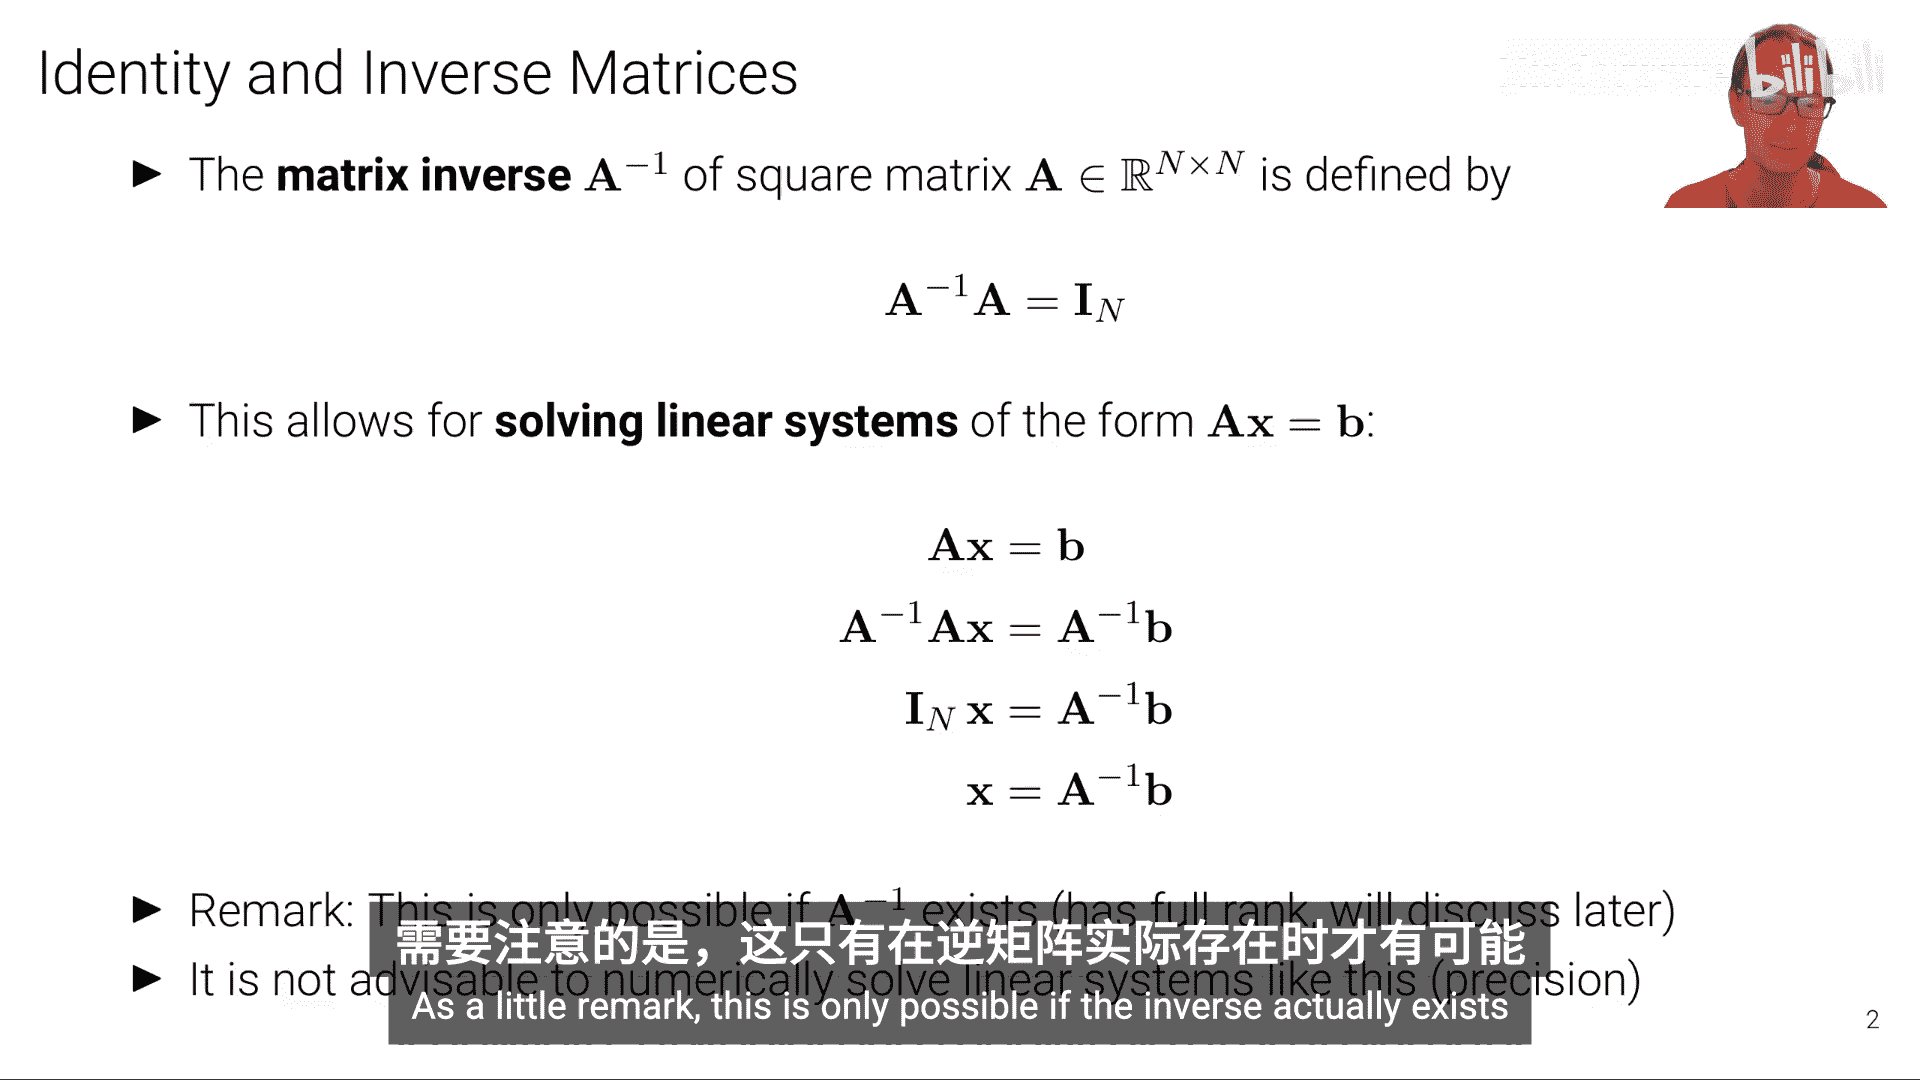 Identity and Inverse Matrices
bilibili
► The matrix inverse A⁻¹ of square matrix A ∈ ℝᴺˣᴺ is defined by
A⁻¹A = I_N
► This allows for solving linear systems of the form Ax = b:
Ax = b
A⁻¹Ax = A⁻¹b
I_N x = A⁻¹b
x = A⁻¹b
► Remark: This is only possible if A⁻¹ exists (has full rank, will discuss later)
需要注意的是，这只有在逆矩阵实际存在时才有可能
► It is not advisable to numerically solve linear systems like this (precision)
As a little remark, this is only possible if the inverse actually exists
2